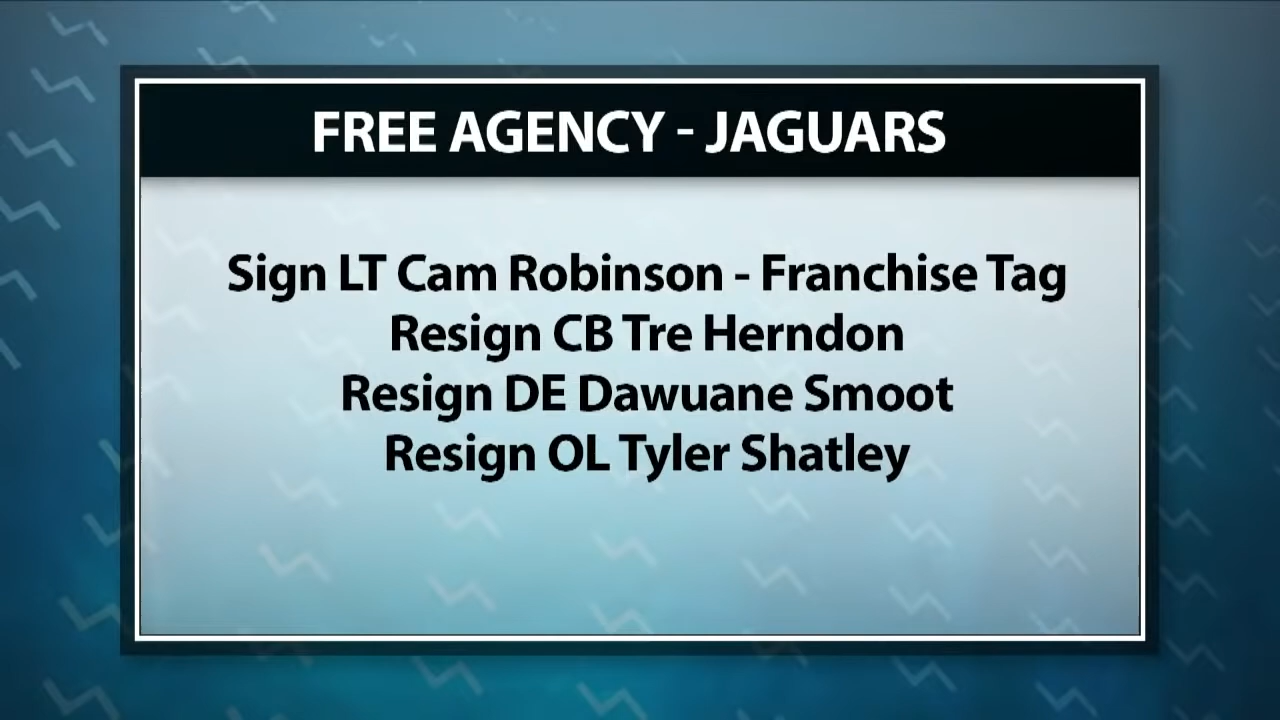 FREE AGENCY - JAGUARS
Sign LT Cam Robinson - Franchise Tag
Resign CB Tre Herndon
Resign DE Dawuane Smoot
Resign OL Tyler Shatley